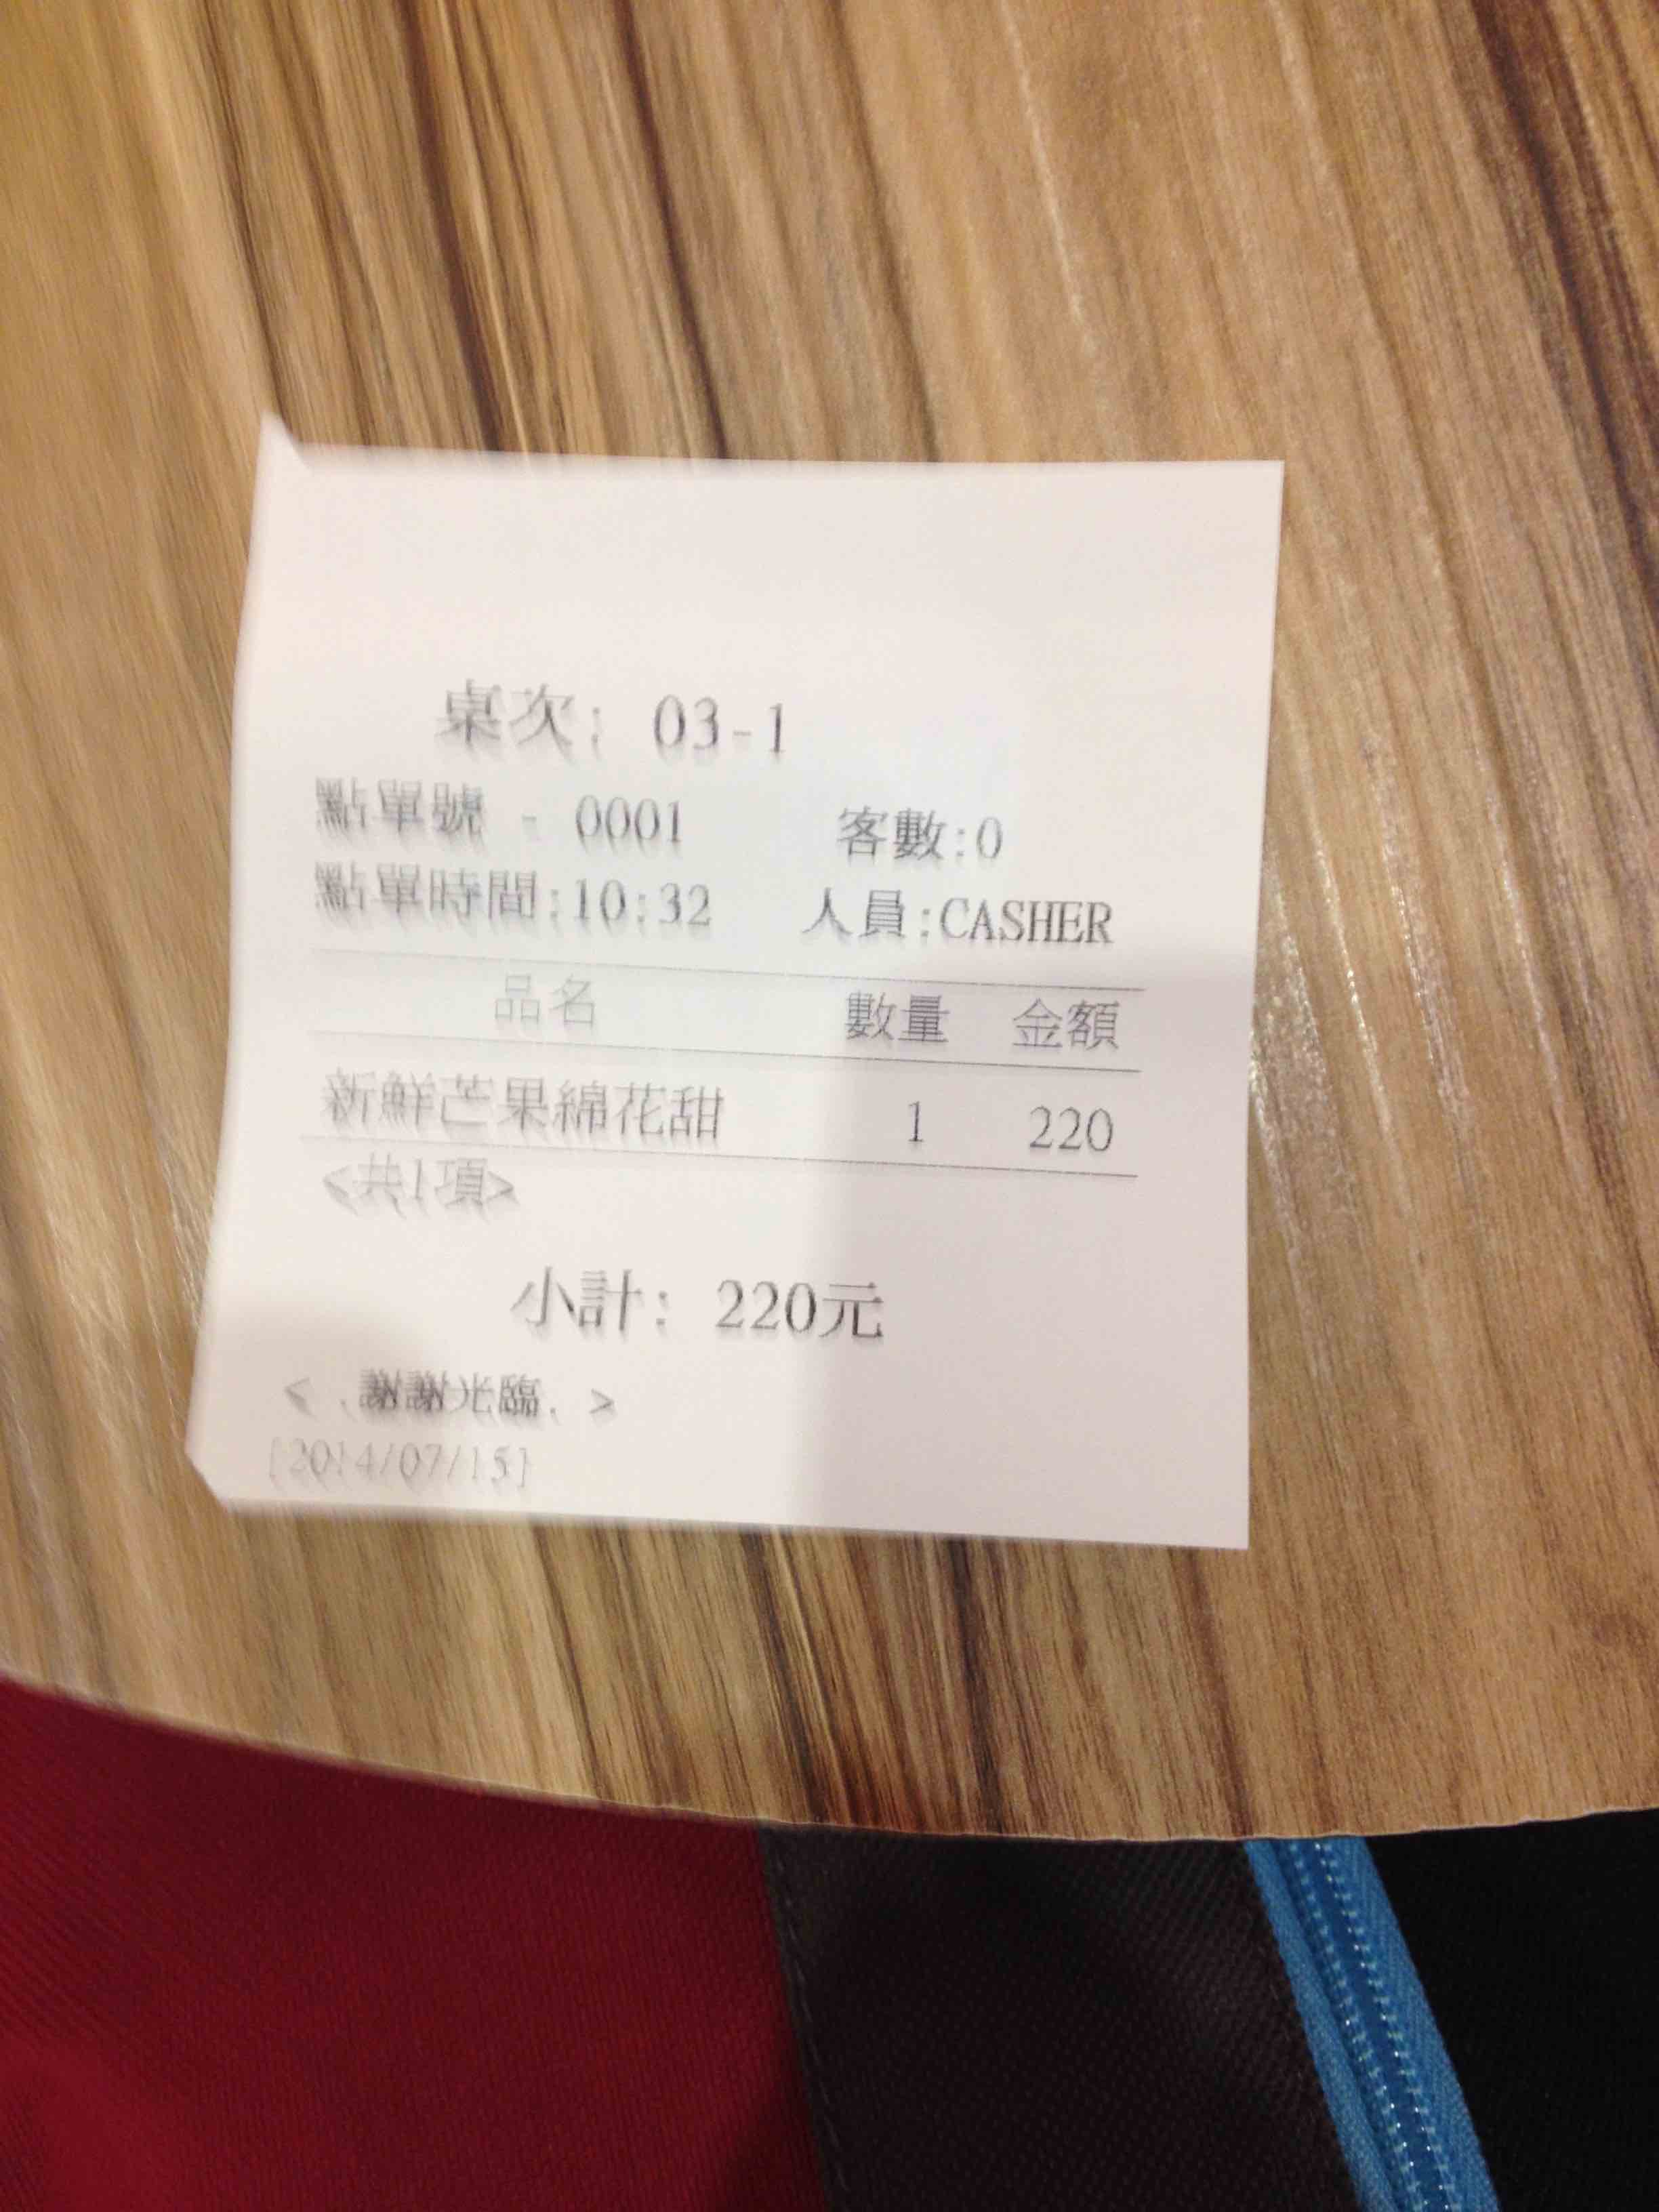 桌次: 03-1
點單號 - 0001 客數:0
點單時間:10:32 人員:CASHER
品名 數量 金額
新鮮芒果綿花甜 1 220
<共1項>
小計: 220元
< .謝謝光臨. >
[2014/07/15]